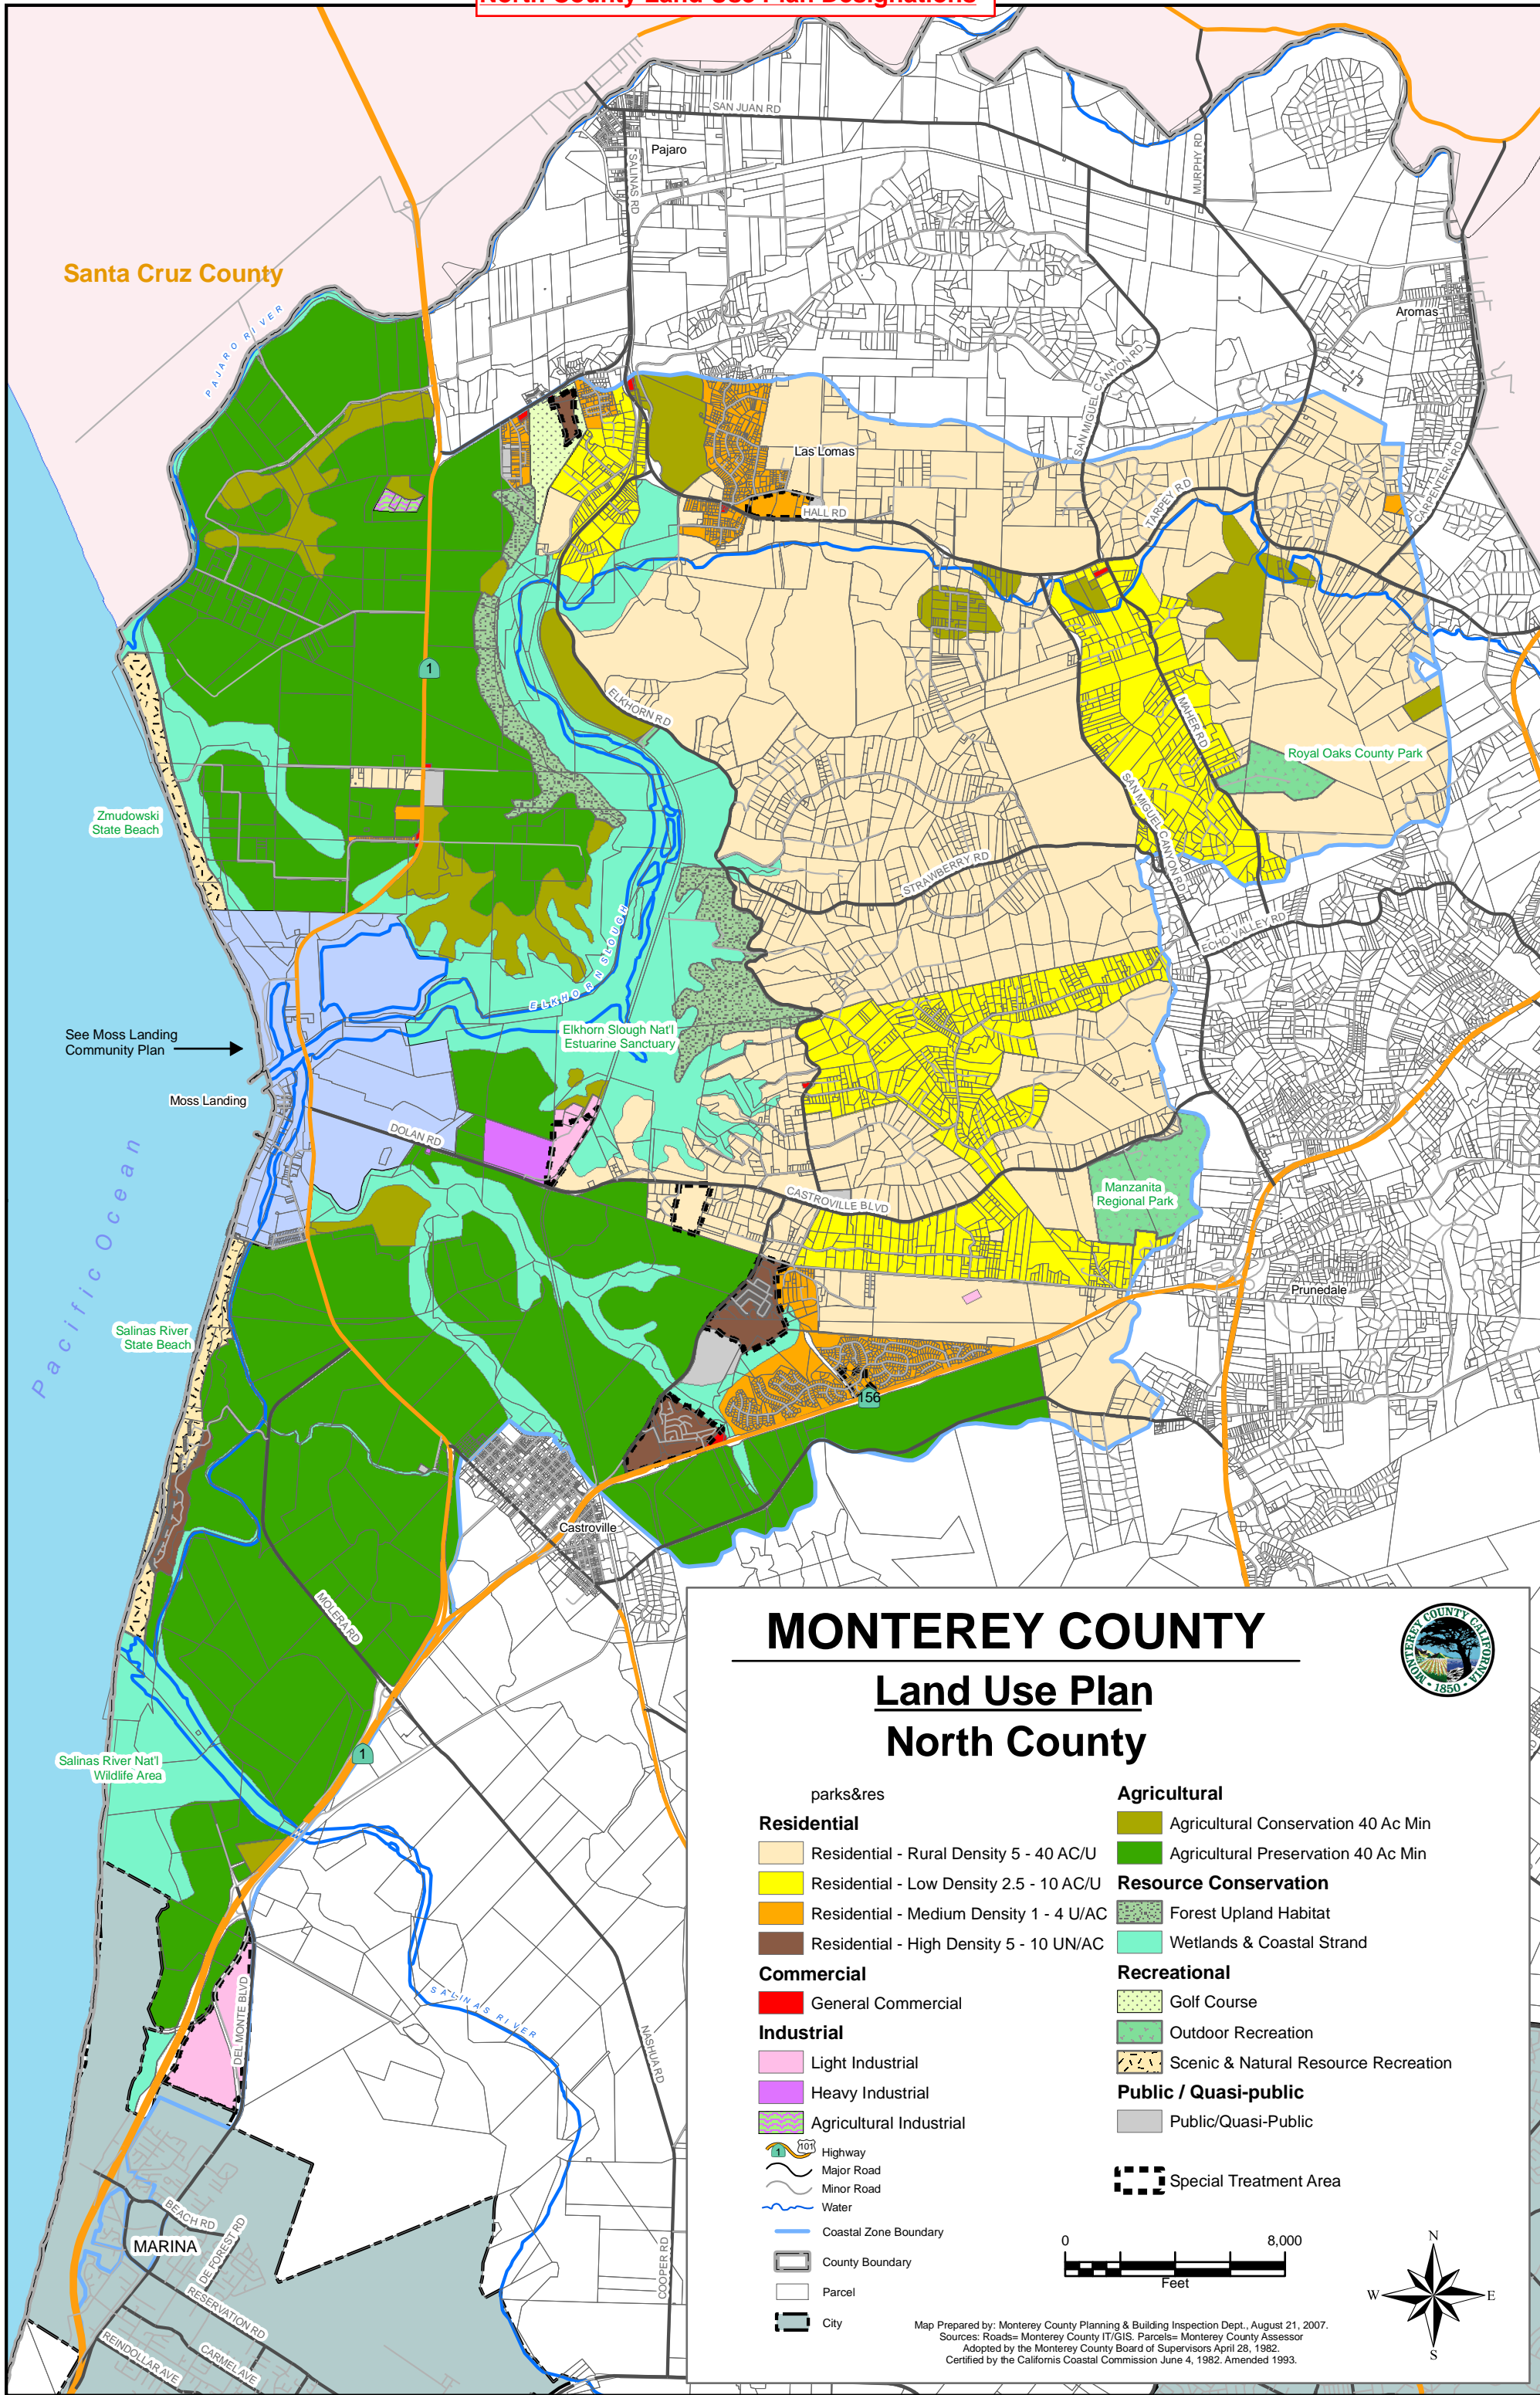 North County Land Use Plan Designations
SAN JUAN RD
Pajaro
SALINAS RD
MURPHY RD
Santa Cruz County
PAJARO RIVER
Aromas
SAN MIGUEL CANYON RD
Las Lomas
CARPENTERIA RD
TARPEY RD
HALL RD
1
ELKHORN RD
MAHER RD
Royal Oaks County Park
Zmudowski
State Beach
SAN MIGUEL CANYON RD
STRAWBERRY RD
ECHO VALLEY RD
ELKHORN SLOUGH
See Moss Landing
Community Plan
Elkhorn Slough Nat'l
Estuarine Sanctuary
Moss Landing
DOLAN RD
Pacific Ocean
CASTROVILLE BLVD
Manzanita
Regional Park
Prunedale
Salinas River
State Beach
156
Castroville
MOLERA RD
1
Salinas River Nat'l
Wildlife Area
SALINAS RIVER
DEL MONTE BLVD
NASHUA RD
COOPER RD
BEACH RD
MARINA
DE FOREST RD
RESERVATION RD
REINDOLLAR AVE
CARMEL AVE
MONTEREY COUNTY
Land Use Plan
North County
MONTEREY COUNTY CALIFORNIA
1850
parks&res
Residential
Residential - Rural Density 5 - 40 AC/U
Residential - Low Density 2.5 - 10 AC/U
Residential - Medium Density 1 - 4 U/AC
Residential - High Density 5 - 10 UN/AC
Commercial
General Commercial
Industrial
Light Industrial
Heavy Industrial
Agricultural Industrial
1 101 Highway
Major Road
Minor Road
Water
Coastal Zone Boundary
County Boundary
Parcel
City
Agricultural
Agricultural Conservation 40 Ac Min
Agricultural Preservation 40 Ac Min
Resource Conservation
Forest Upland Habitat
Wetlands & Coastal Strand
Recreational
Golf Course
Outdoor Recreation
Scenic & Natural Resource Recreation
Public / Quasi-public
Public/Quasi-Public
Special Treatment Area
0 8,000
Feet
N
W E
S
Map Prepared by: Monterey County Planning & Building Inspection Dept., August 21, 2007.
Sources: Roads= Monterey County IT/GIS. Parcels= Monterey County Assessor
Adopted by the Monterey County Board of Supervisors April 28, 1982.
Certified by the Californis Coastal Commission June 4, 1982. Amended 1993.